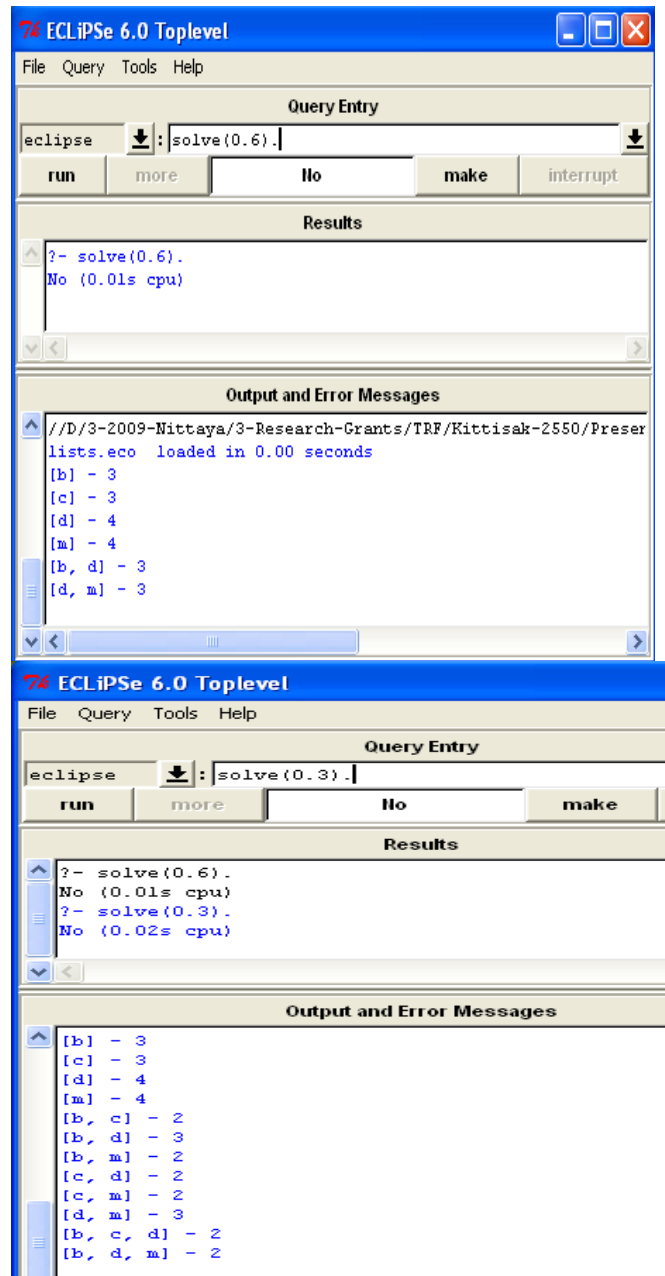 ECLiPSe 6.0 Toplevel
File Query Tools Help
Query Entry
eclipse : solve(0.6).
run more No make interrupt
Results
?- solve(0.6).
No (0.01s cpu)
Output and Error Messages
//D/3-2009-Nittaya/3-Research-Grants/TRF/Kittisak-2550/Preser
lists.eco loaded in 0.00 seconds
[b] - 3
[c] - 3
[d] - 4
[m] - 4
[b, d] - 3
[d, m] - 3
ECLiPSe 6.0 Toplevel
File Query Tools Help
Query Entry
eclipse : solve(0.3).
run more No make
Results
?- solve(0.6).
No (0.01s cpu)
?- solve(0.3).
No (0.02s cpu)
Output and Error Messages
[b] - 3
[c] - 3
[d] - 4
[m] - 4
[b, c] - 2
[b, d] - 3
[b, m] - 2
[c, d] - 2
[c, m] - 2
[d, m] - 3
[b, c, d] - 2
[b, d, m] - 2